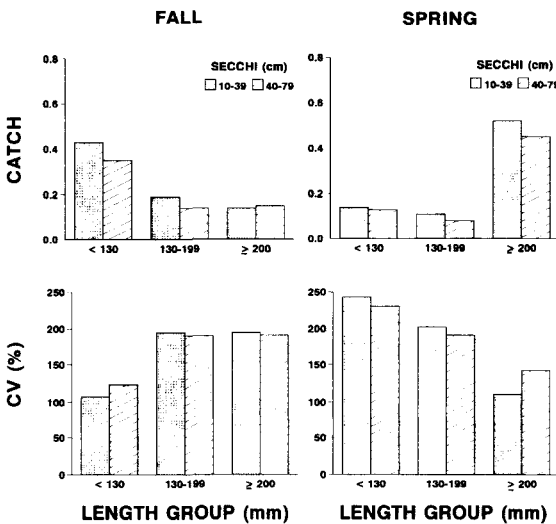 FALL
SPRING
SECCHI (cm)
10-39 40-79
SECCHI (cm)
10-39 40-79
CATCH
0.8
0.6
0.4
0.2
0.0
< 130 130-199 ≥ 200
0.8
0.6
0.4
0.2
0.0
< 130 130-199 ≥ 200
CV (%)
250
200
150
100
50
0
< 130 130-199 ≥ 200
LENGTH GROUP (mm)
250
200
150
100
50
0
< 130 130-199 ≥ 200
LENGTH GROUP (mm)